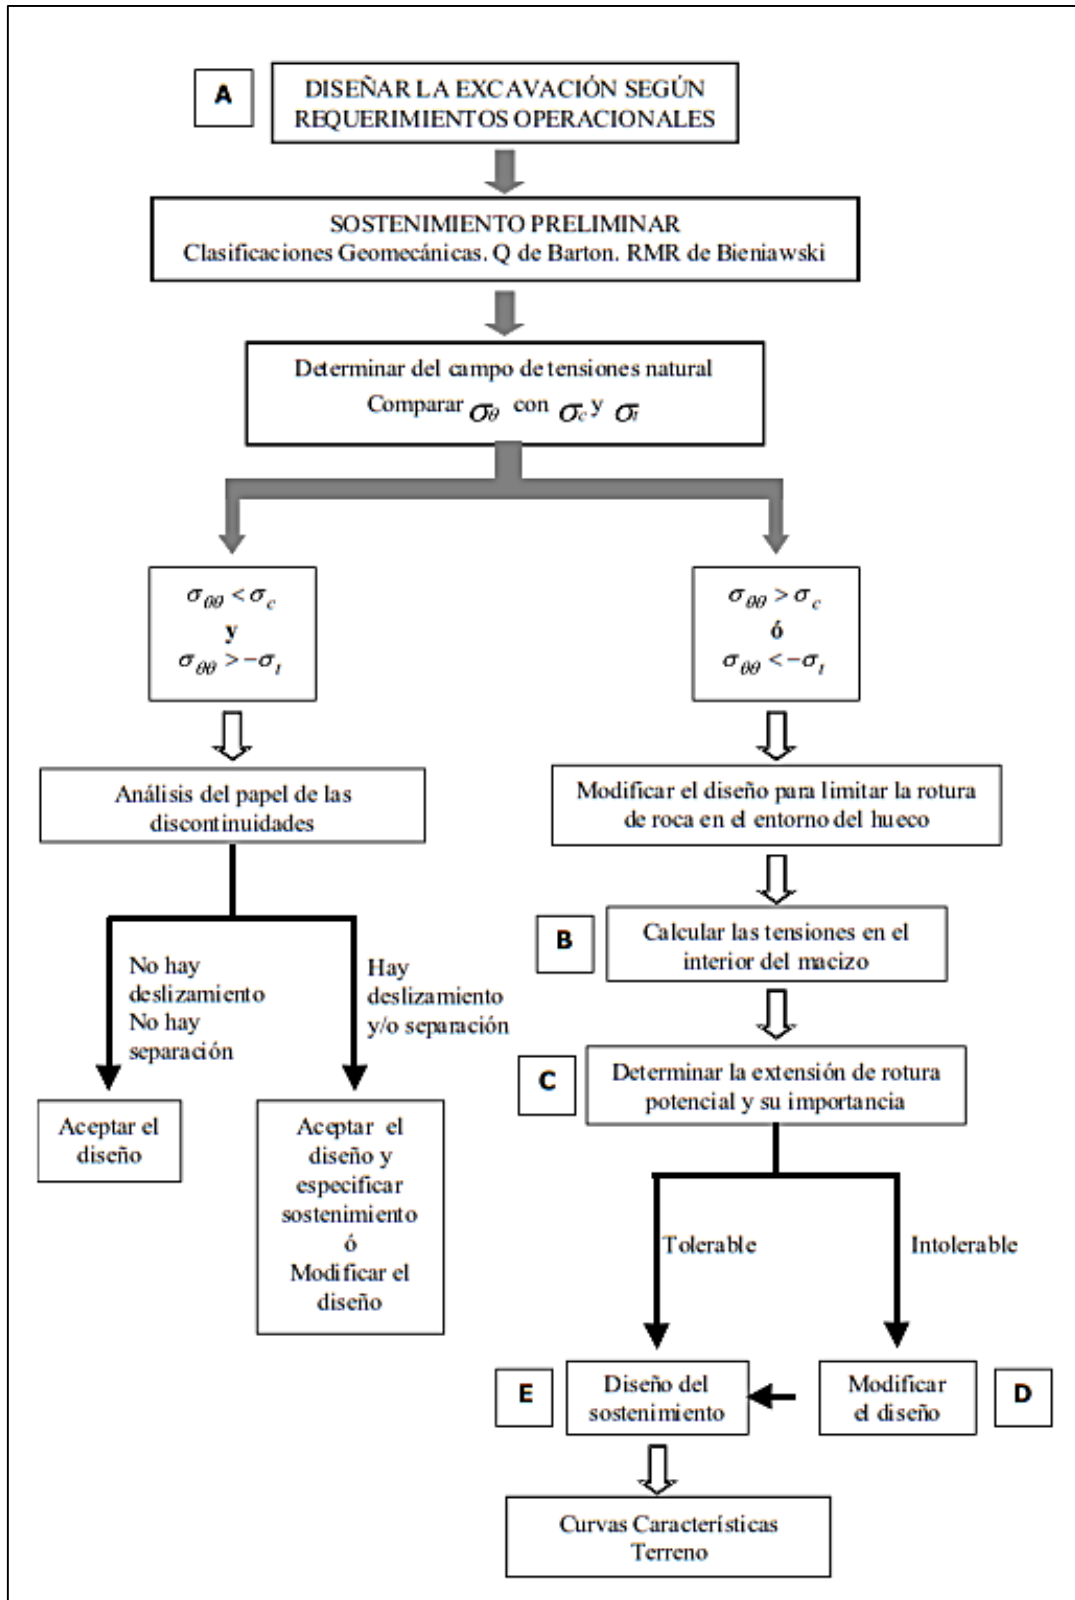 A
DISEÑAR LA EXCAVACIÓN SEGÚN
REQUERIMIENTOS OPERACIONALES
SOSTENIMIENTO PRELIMINAR
Clasificaciones Geomecánicas. Q de Barton. RMR de Bieniawski
Determinar del campo de tensiones natural
Comparar σθ con σc y σt
σθθ < σc
y
σθθ > −σt
σθθ > σc
ó
σθθ < −σt
Análisis del papel de las
discontinuidades
Modificar el diseño para limitar la rotura
de roca en el entorno del hueco
B
Calcular las tensiones en el
interior del macizo
No hay
deslizamiento
No hay
separación
Hay
deslizamiento
y/o separación
C
Determinar la extensión de rotura
potencial y su importancia
Aceptar el
diseño
Aceptar el
diseño y
especificar
sostenimiento
ó
Modificar el
diseño
Tolerable
Intolerable
E
Diseño del
sostenimiento
Modificar
el diseño
D
Curvas Características
Terreno